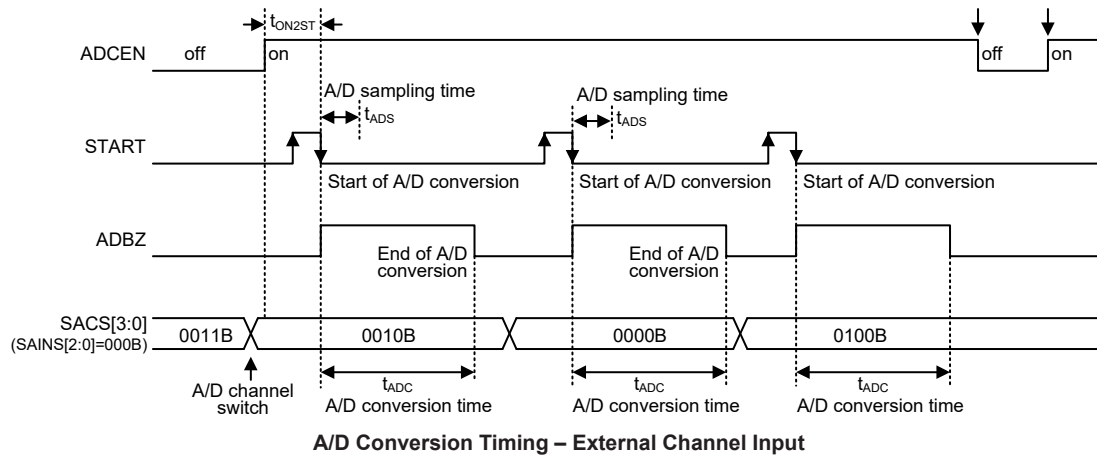 tON2ST
ADCEN off on off on
A/D sampling time A/D sampling time
tADS tADS
START
Start of A/D conversion Start of A/D conversion Start of A/D conversion
ADBZ
End of A/D conversion End of A/D conversion
SACS[3:0]
(SAINS[2:0]=000B)
0011B 0010B 0000B 0100B
A/D channel switch
tADC tADC tADC
A/D conversion time A/D conversion time A/D conversion time
A/D Conversion Timing – External Channel Input